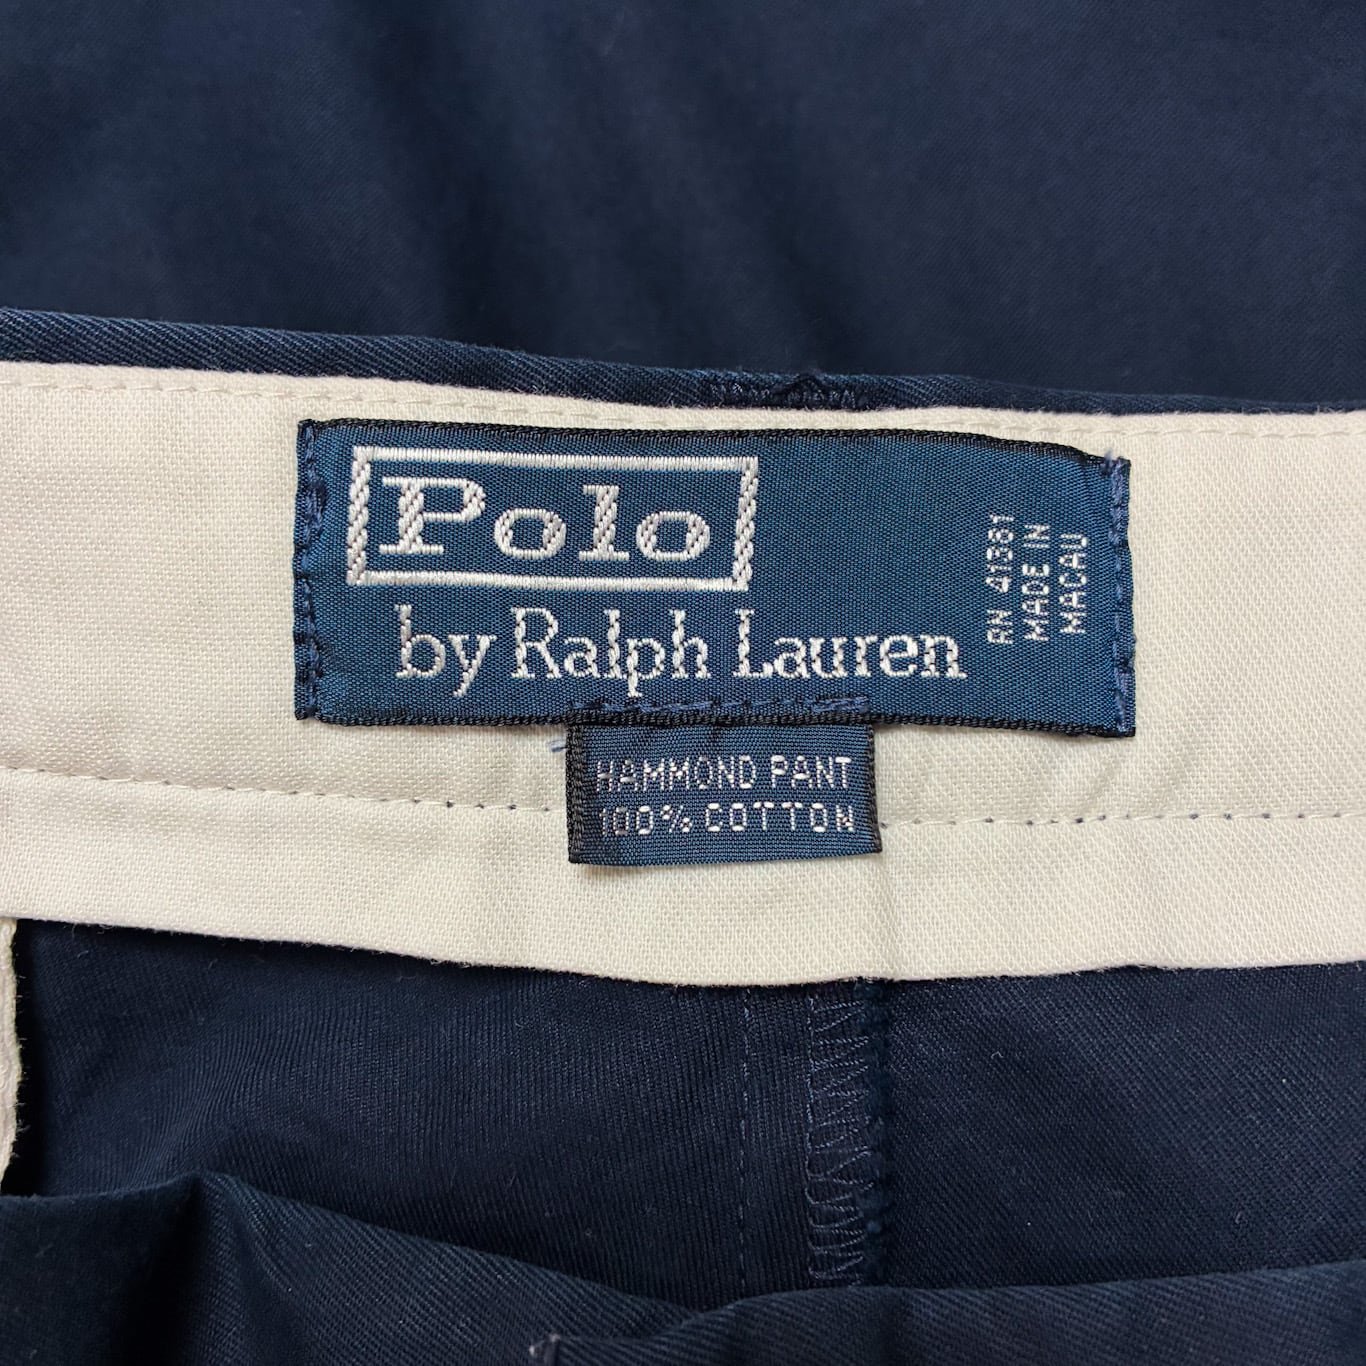 Polo
by Ralph Lauren
RN 41381
MADE IN
MACAU
HAMMOND PANT
100% COTTON